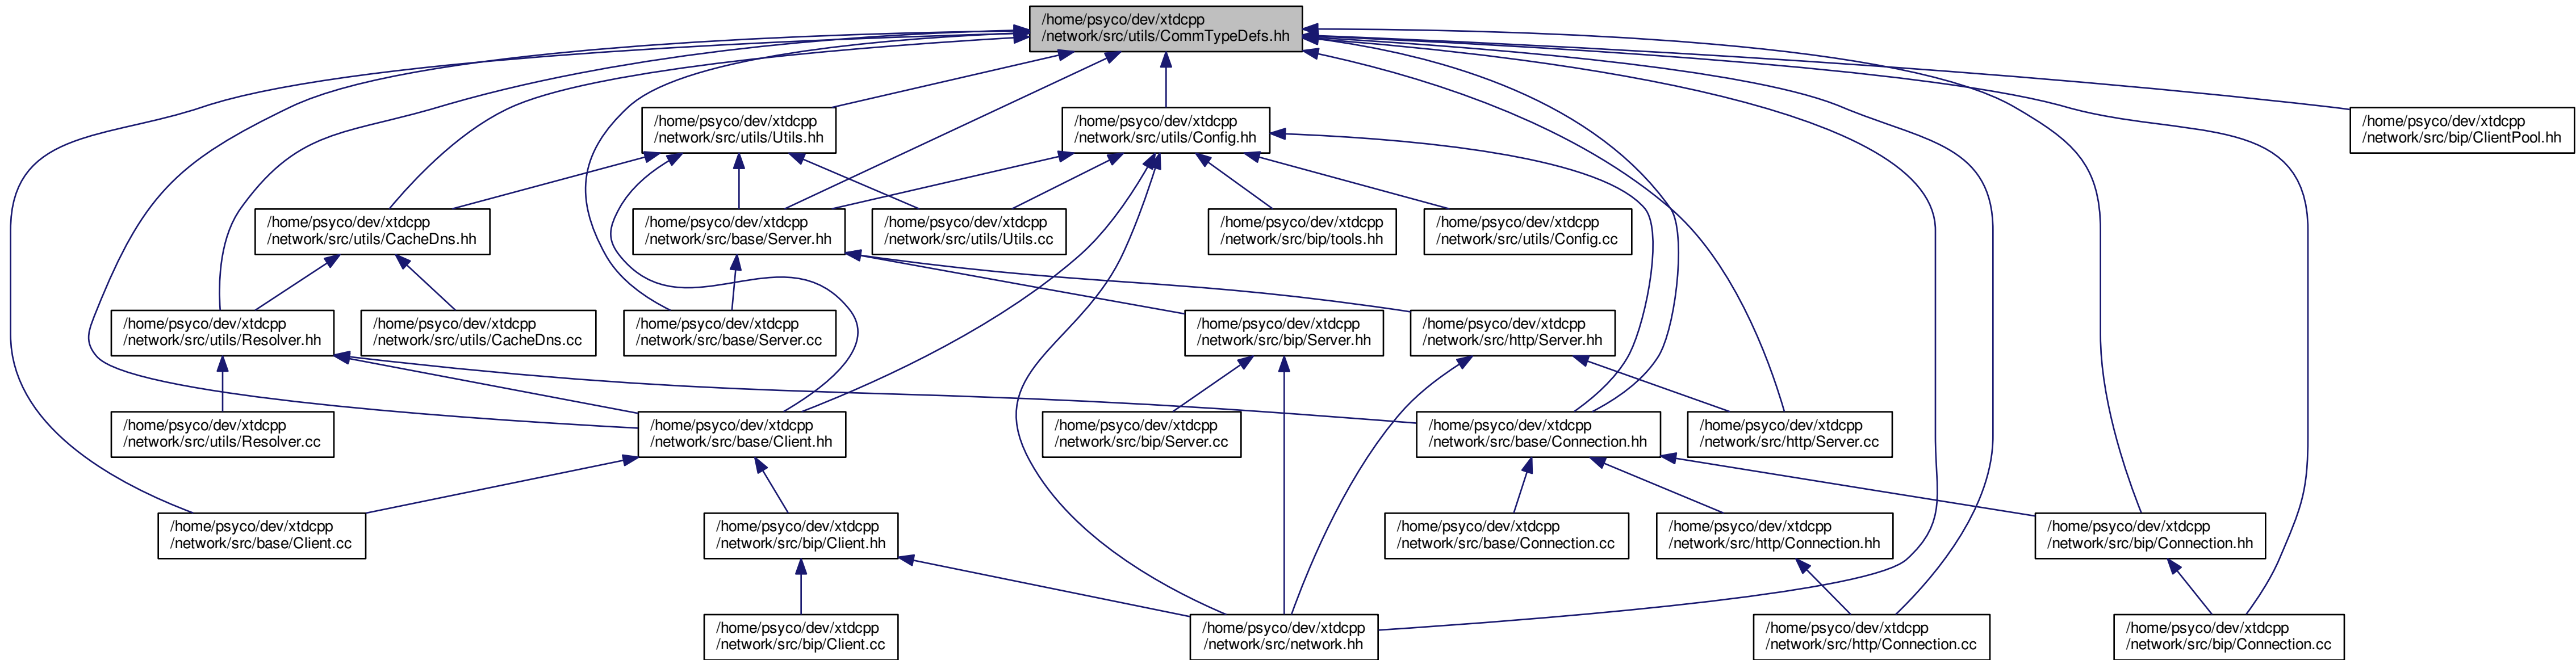 /home/psyco/dev/xtdcpp
/network/src/utils/CommTypeDefs.hh
/home/psyco/dev/xtdcpp
/network/src/utils/Utils.hh
/home/psyco/dev/xtdcpp
/network/src/utils/Config.hh
/home/psyco/dev/xtdcpp
/network/src/bip/ClientPool.hh
/home/psyco/dev/xtdcpp
/network/src/utils/CacheDns.hh
/home/psyco/dev/xtdcpp
/network/src/base/Server.hh
/home/psyco/dev/xtdcpp
/network/src/utils/Utils.cc
/home/psyco/dev/xtdcpp
/network/src/bip/tools.hh
/home/psyco/dev/xtdcpp
/network/src/utils/Config.cc
/home/psyco/dev/xtdcpp
/network/src/utils/Resolver.hh
/home/psyco/dev/xtdcpp
/network/src/utils/CacheDns.cc
/home/psyco/dev/xtdcpp
/network/src/base/Server.cc
/home/psyco/dev/xtdcpp
/network/src/bip/Server.hh
/home/psyco/dev/xtdcpp
/network/src/http/Server.hh
/home/psyco/dev/xtdcpp
/network/src/utils/Resolver.cc
/home/psyco/dev/xtdcpp
/network/src/base/Client.hh
/home/psyco/dev/xtdcpp
/network/src/bip/Server.cc
/home/psyco/dev/xtdcpp
/network/src/base/Connection.hh
/home/psyco/dev/xtdcpp
/network/src/http/Server.cc
/home/psyco/dev/xtdcpp
/network/src/base/Client.cc
/home/psyco/dev/xtdcpp
/network/src/bip/Client.hh
/home/psyco/dev/xtdcpp
/network/src/base/Connection.cc
/home/psyco/dev/xtdcpp
/network/src/http/Connection.hh
/home/psyco/dev/xtdcpp
/network/src/bip/Connection.hh
/home/psyco/dev/xtdcpp
/network/src/bip/Client.cc
/home/psyco/dev/xtdcpp
/network/src/network.hh
/home/psyco/dev/xtdcpp
/network/src/http/Connection.cc
/home/psyco/dev/xtdcpp
/network/src/bip/Connection.cc